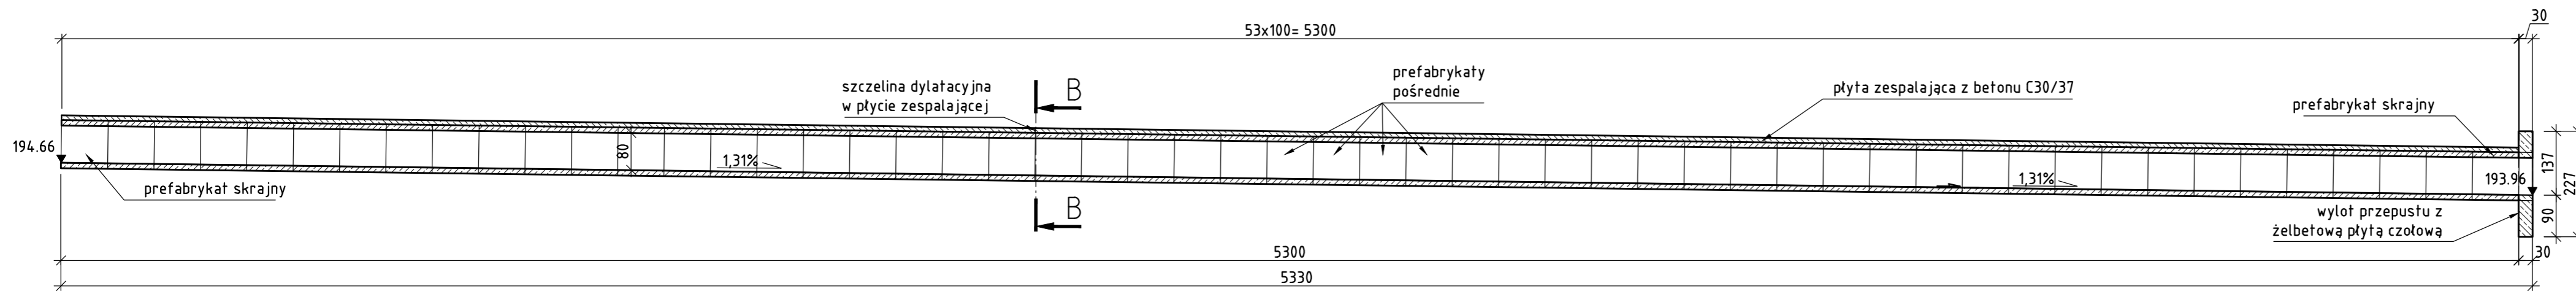 30
53x100= 5300
szczelina dylatacyjna
w płycie zespalającej
B
prefabrykaty
pośrednie
płyta zespalająca z betonu C30/37
prefabrykat skrajny
194.66
80
1,31%
prefabrykat skrajny
B
1,31%
193.96
137
227
90
wylot przepustu z
żelbetową płytą czołową
5300
30
5330